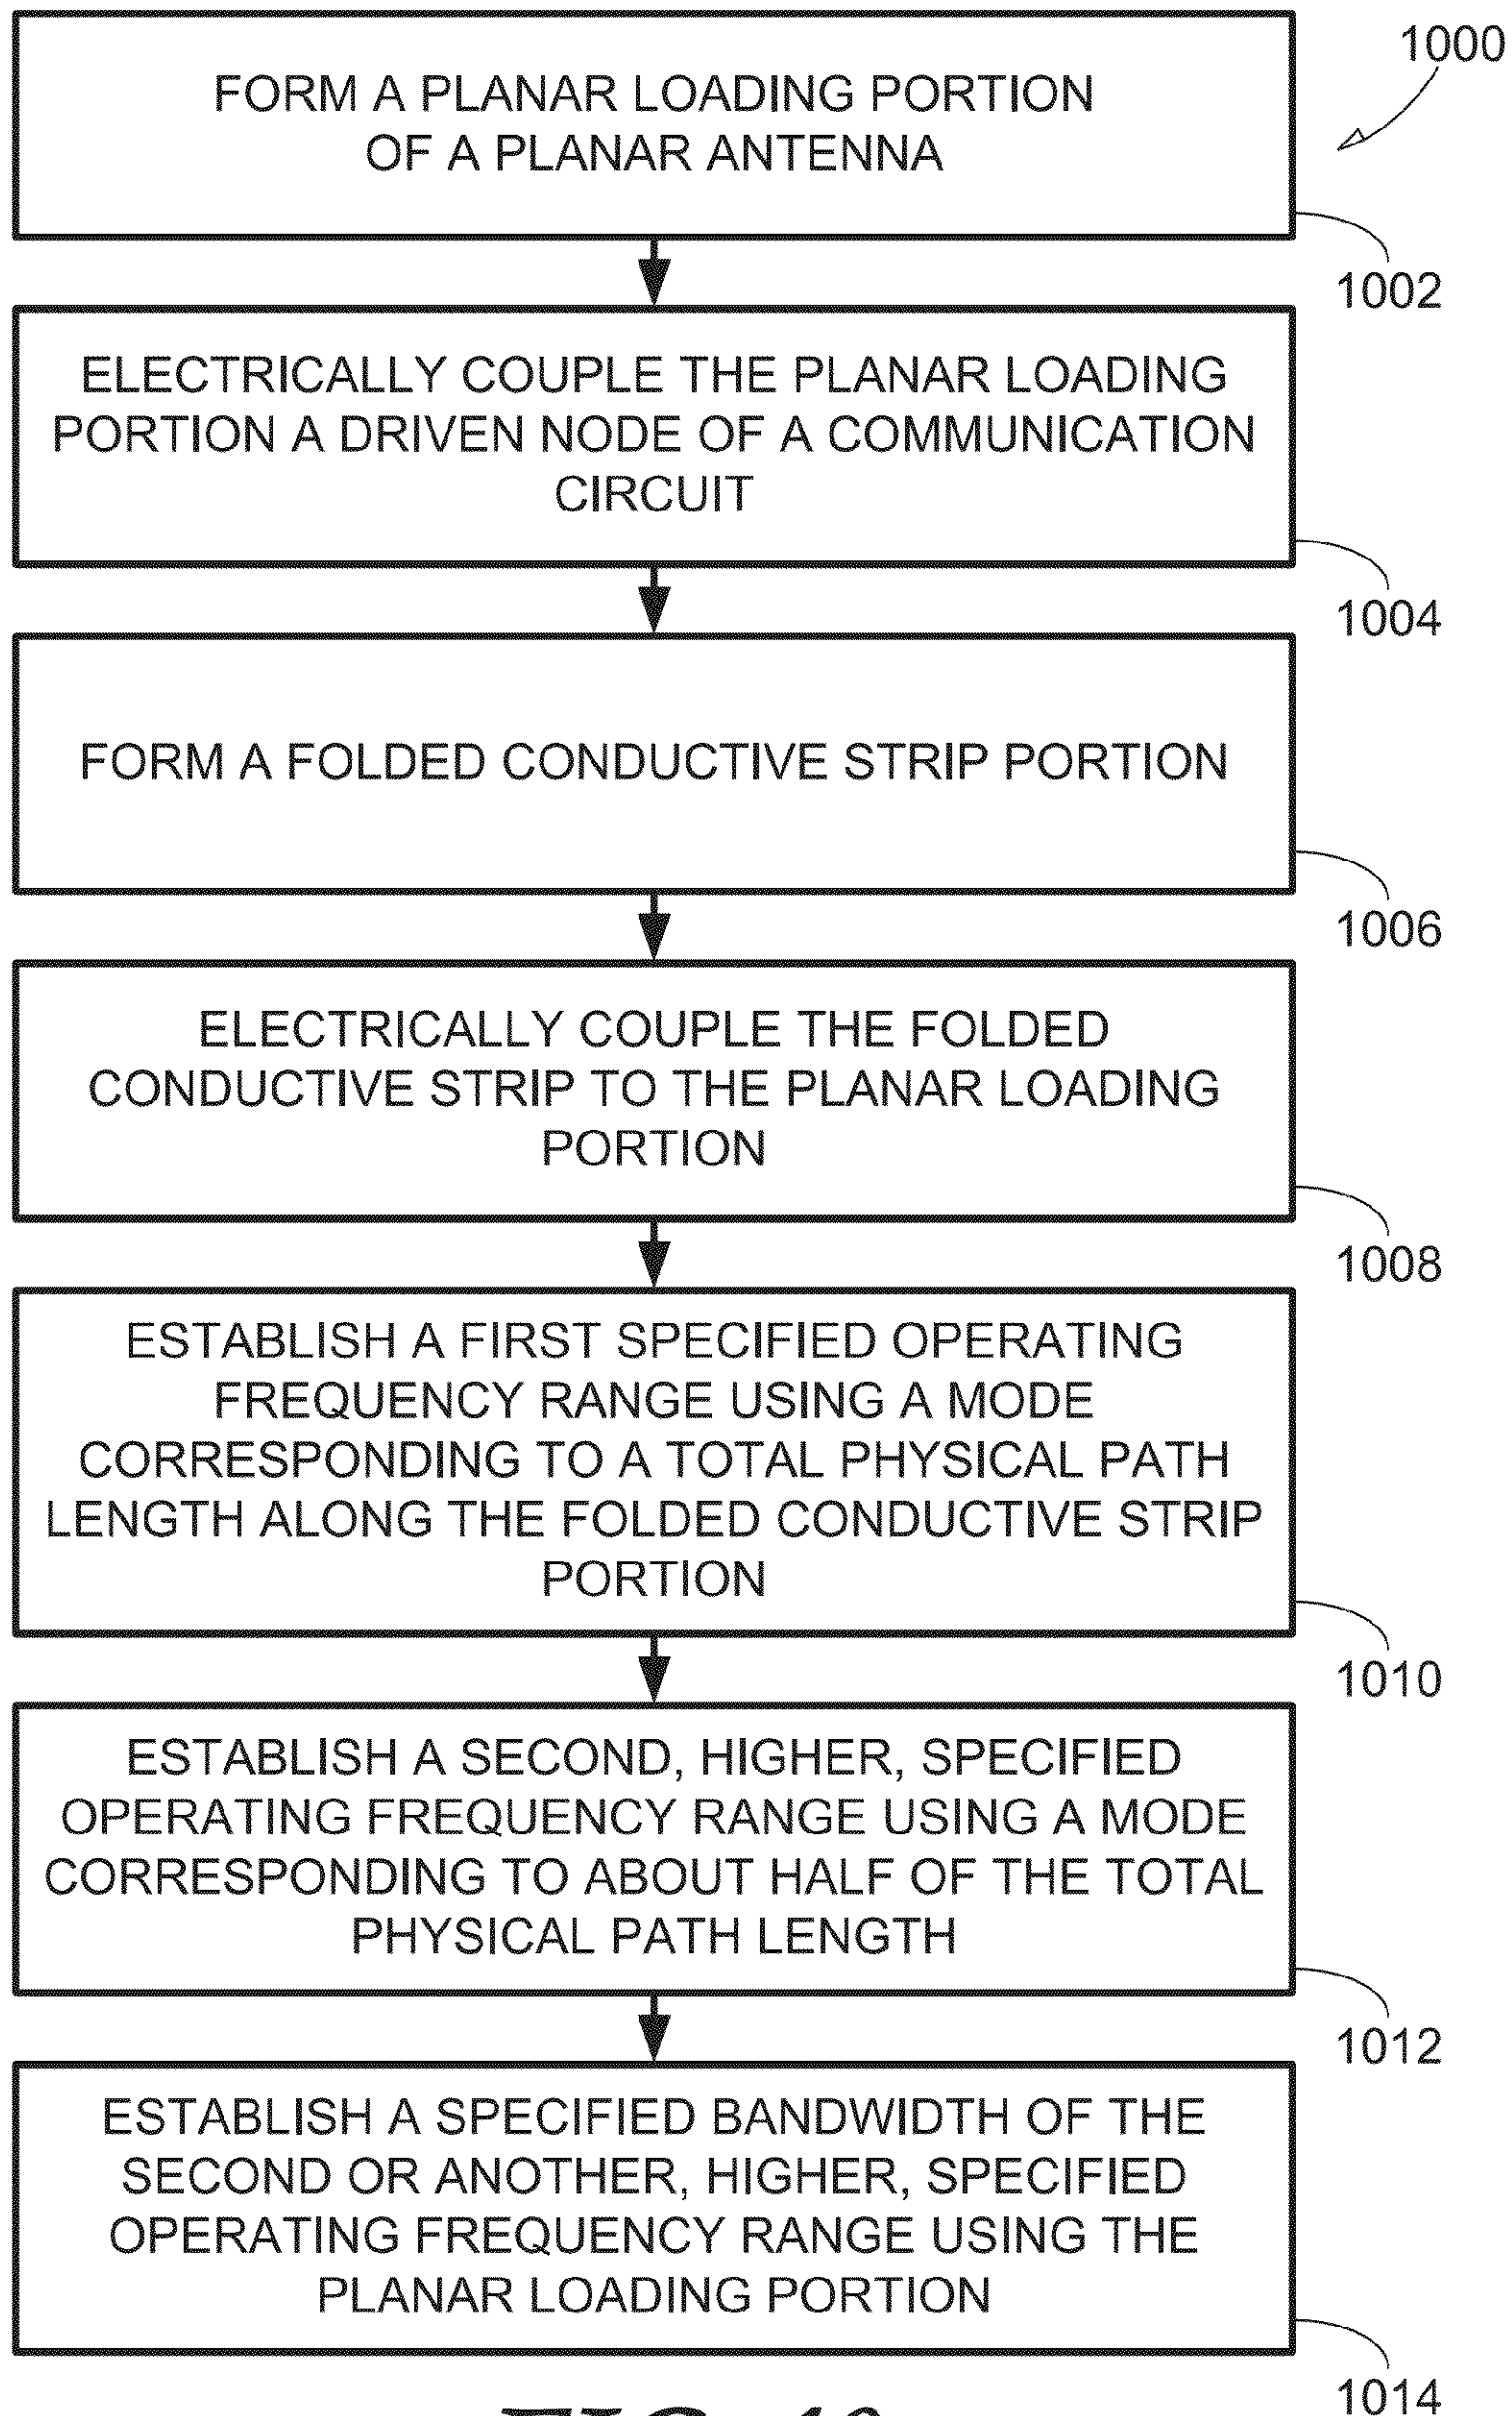 1000
FORM A PLANAR LOADING PORTION
OF A PLANAR ANTENNA
1002
ELECTRICALLY COUPLE THE PLANAR LOADING
PORTION A DRIVEN NODE OF A COMMUNICATION
CIRCUIT
1004
FORM A FOLDED CONDUCTIVE STRIP PORTION
1006
ELECTRICALLY COUPLE THE FOLDED
CONDUCTIVE STRIP TO THE PLANAR LOADING
PORTION
1008
ESTABLISH A FIRST SPECIFIED OPERATING
FREQUENCY RANGE USING A MODE
CORRESPONDING TO A TOTAL PHYSICAL PATH
LENGTH ALONG THE FOLDED CONDUCTIVE STRIP
PORTION
1010
ESTABLISH A SECOND, HIGHER, SPECIFIED
OPERATING FREQUENCY RANGE USING A MODE
CORRESPONDING TO ABOUT HALF OF THE TOTAL
PHYSICAL PATH LENGTH
1012
ESTABLISH A SPECIFIED BANDWIDTH OF THE
SECOND OR ANOTHER, HIGHER, SPECIFIED
OPERATING FREQUENCY RANGE USING THE
PLANAR LOADING PORTION
1014